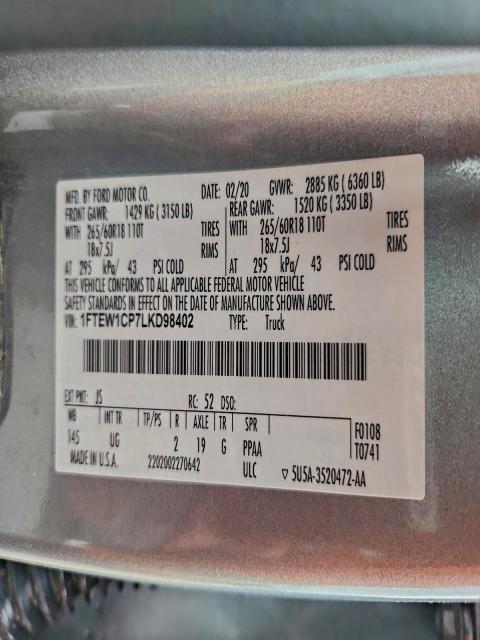 MFD. BY FORD MOTOR CO. DATE: 02/20 GVWR: 2885 KG ( 6360 LB)
FRONT GAWR: 1429 KG ( 3150 LB) REAR GAWR: 1520 KG ( 3350 LB)
WITH 265/60R18 110T TIRES WITH 265/60R18 110T TIRES
18x7.5J RIMS 18x7.5J RIMS
AT 295 kPa/ 43 PSI COLD AT 295 kPa/ 43 PSI COLD
THIS VEHICLE CONFORMS TO ALL APPLICABLE FEDERAL MOTOR VEHICLE
SAFETY STANDARDS IN EFFECT ON THE DATE OF MANUFACTURE SHOWN ABOVE.
VIN: 1FTEW1CP7LKD98402 TYPE: Truck
EXT PNT: JS RC: 52 DSO:
WB INT TR TP/PS R AXLE TR SPR F0108
145 UG 2 19 G PPAA T0741
MADE IN U.S.A. 2202002270642 ULC ▽ 5U5A-3520472-AA